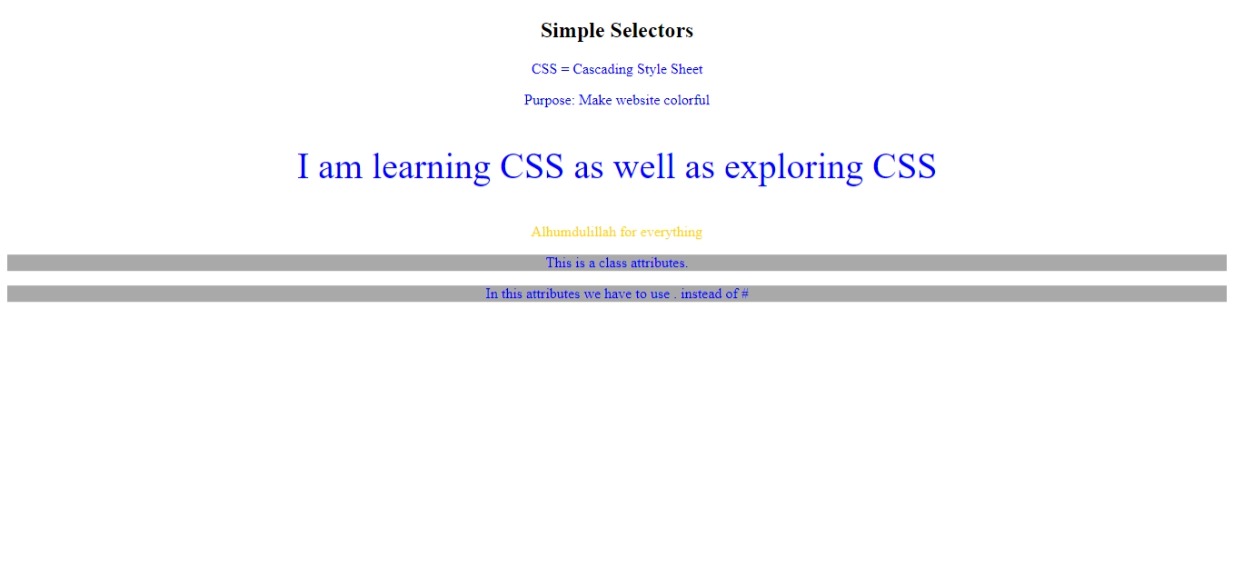 Simple Selectors
CSS = Cascading Style Sheet
Purpose: Make website colorful
I am learning CSS as well as exploring CSS
Alhumdulillah for everything
This is a class attributes.
In this attributes we have to use . instead of #